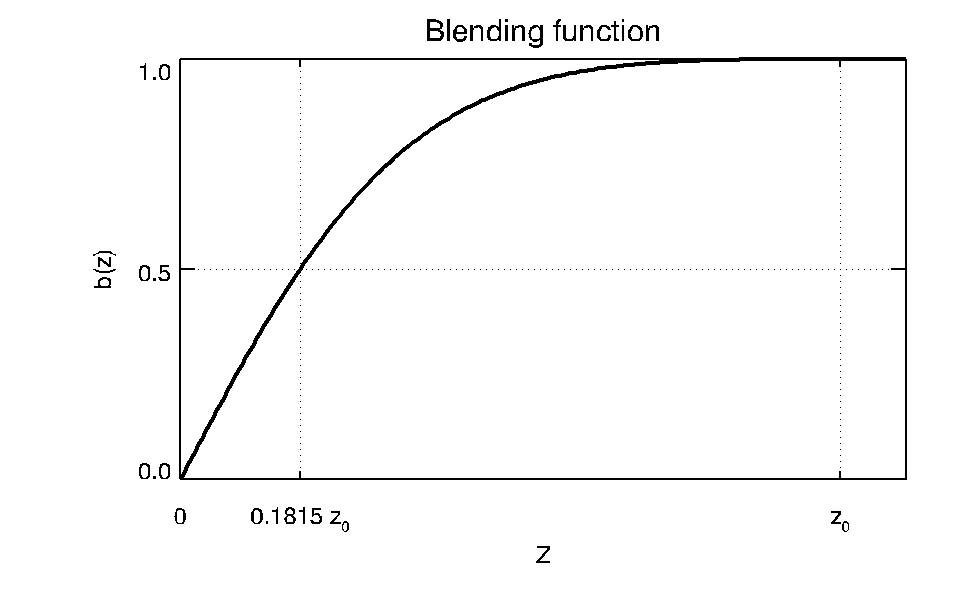 Blending function
1.0
0.5
0.0
b(z)
0 0.1815 z₀ z₀
Z